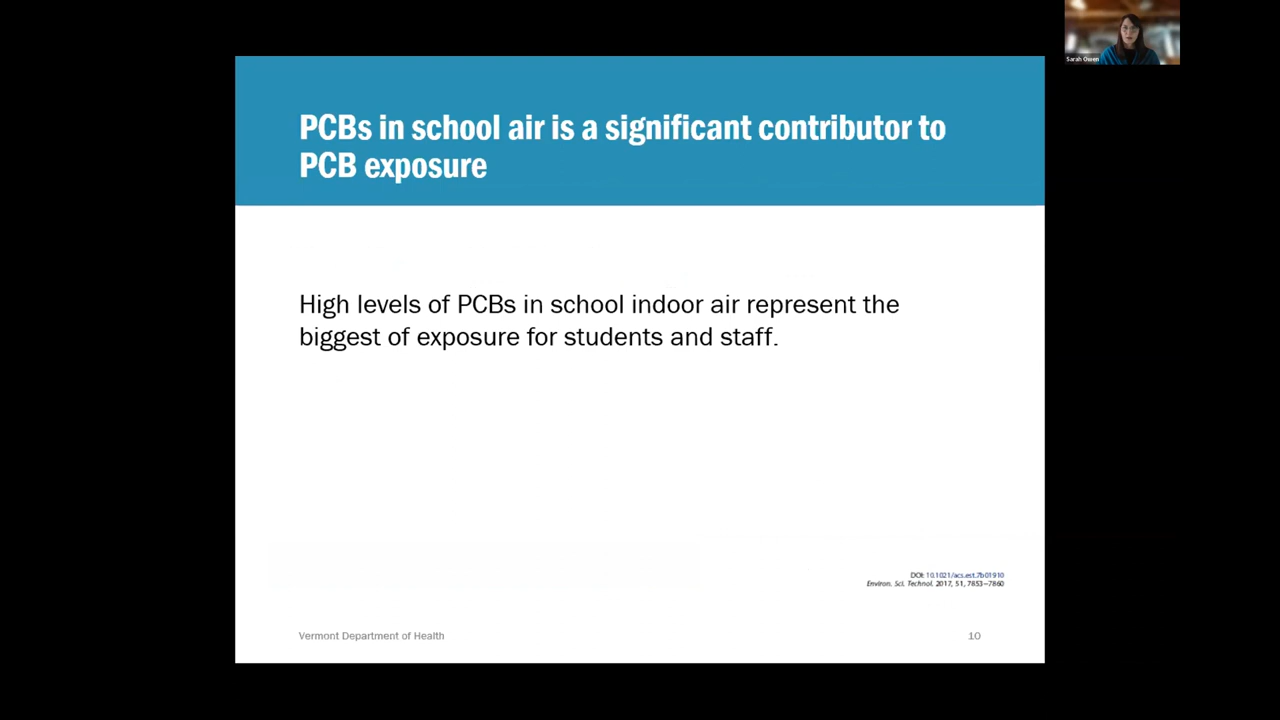 Sarah Owen
PCBs in school air is a significant contributor to
PCB exposure
High levels of PCBs in school indoor air represent the
biggest of exposure for students and staff.
DOI: 10.1021/acs.est.7b01910
Environ. Sci. Technol. 2017, 51, 7853−7860
Vermont Department of Health
10